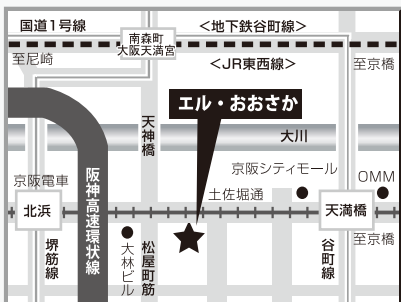 国道1号線
<地下鉄谷町線>
南森町
大阪天満宮
至尼崎
<JR東西線>
至京橋
エル・おおさか
天神橋
大川
京阪シティモール
OMM
京阪電車
阪神高速環状線
土佐堀通
北浜
天満橋
至京橋
堺筋線
大林ビル
松屋町筋
谷町線